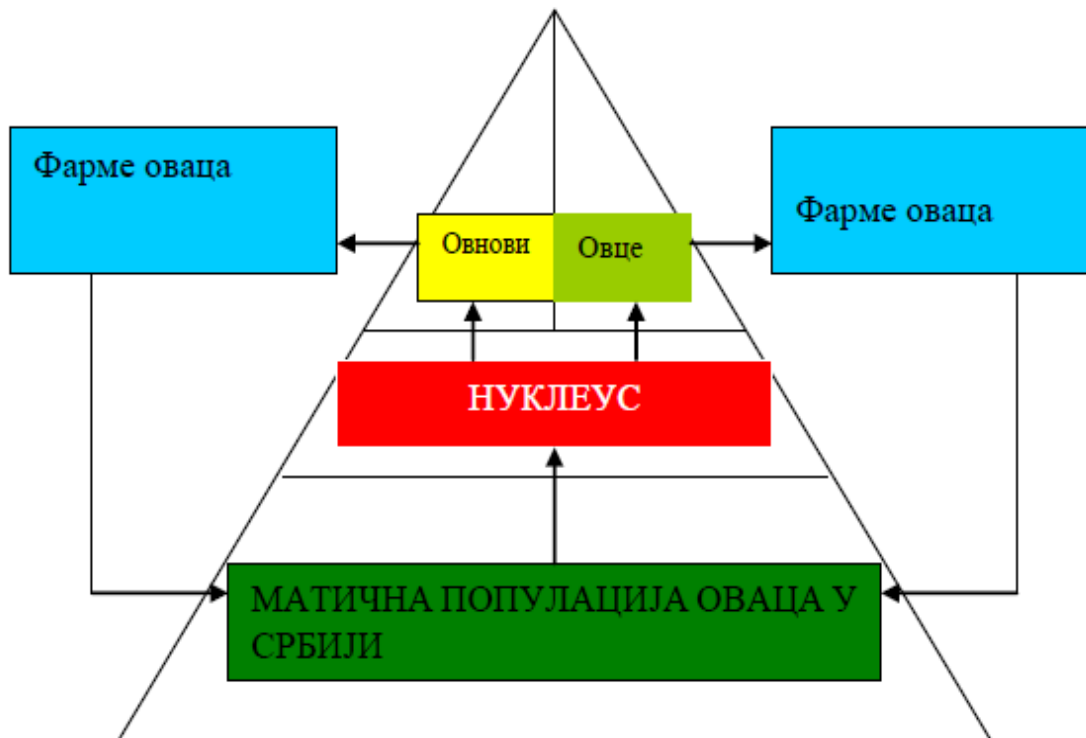 Фарме оваца
Фарме оваца
Овнови
Овце
НУКЛЕУС
МАТИЧНА ПОПУЛАЦИЈА ОВАЦА У
СРБИЈИ